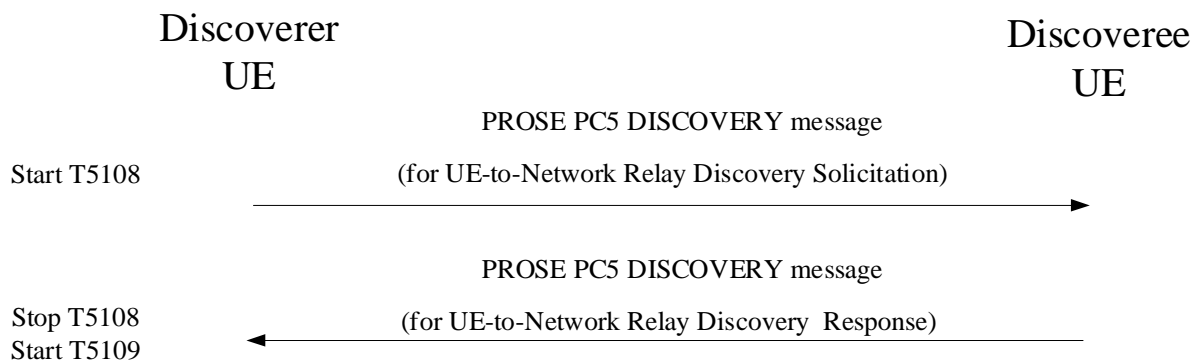 Discoverer
UE
Discoveree
UE
PROSE PC5 DISCOVERY message
Start T5108
(for UE-to-Network Relay Discovery Solicitation)
PROSE PC5 DISCOVERY message
Stop T5108
Start T5109
(for UE-to-Network Relay Discovery Response)